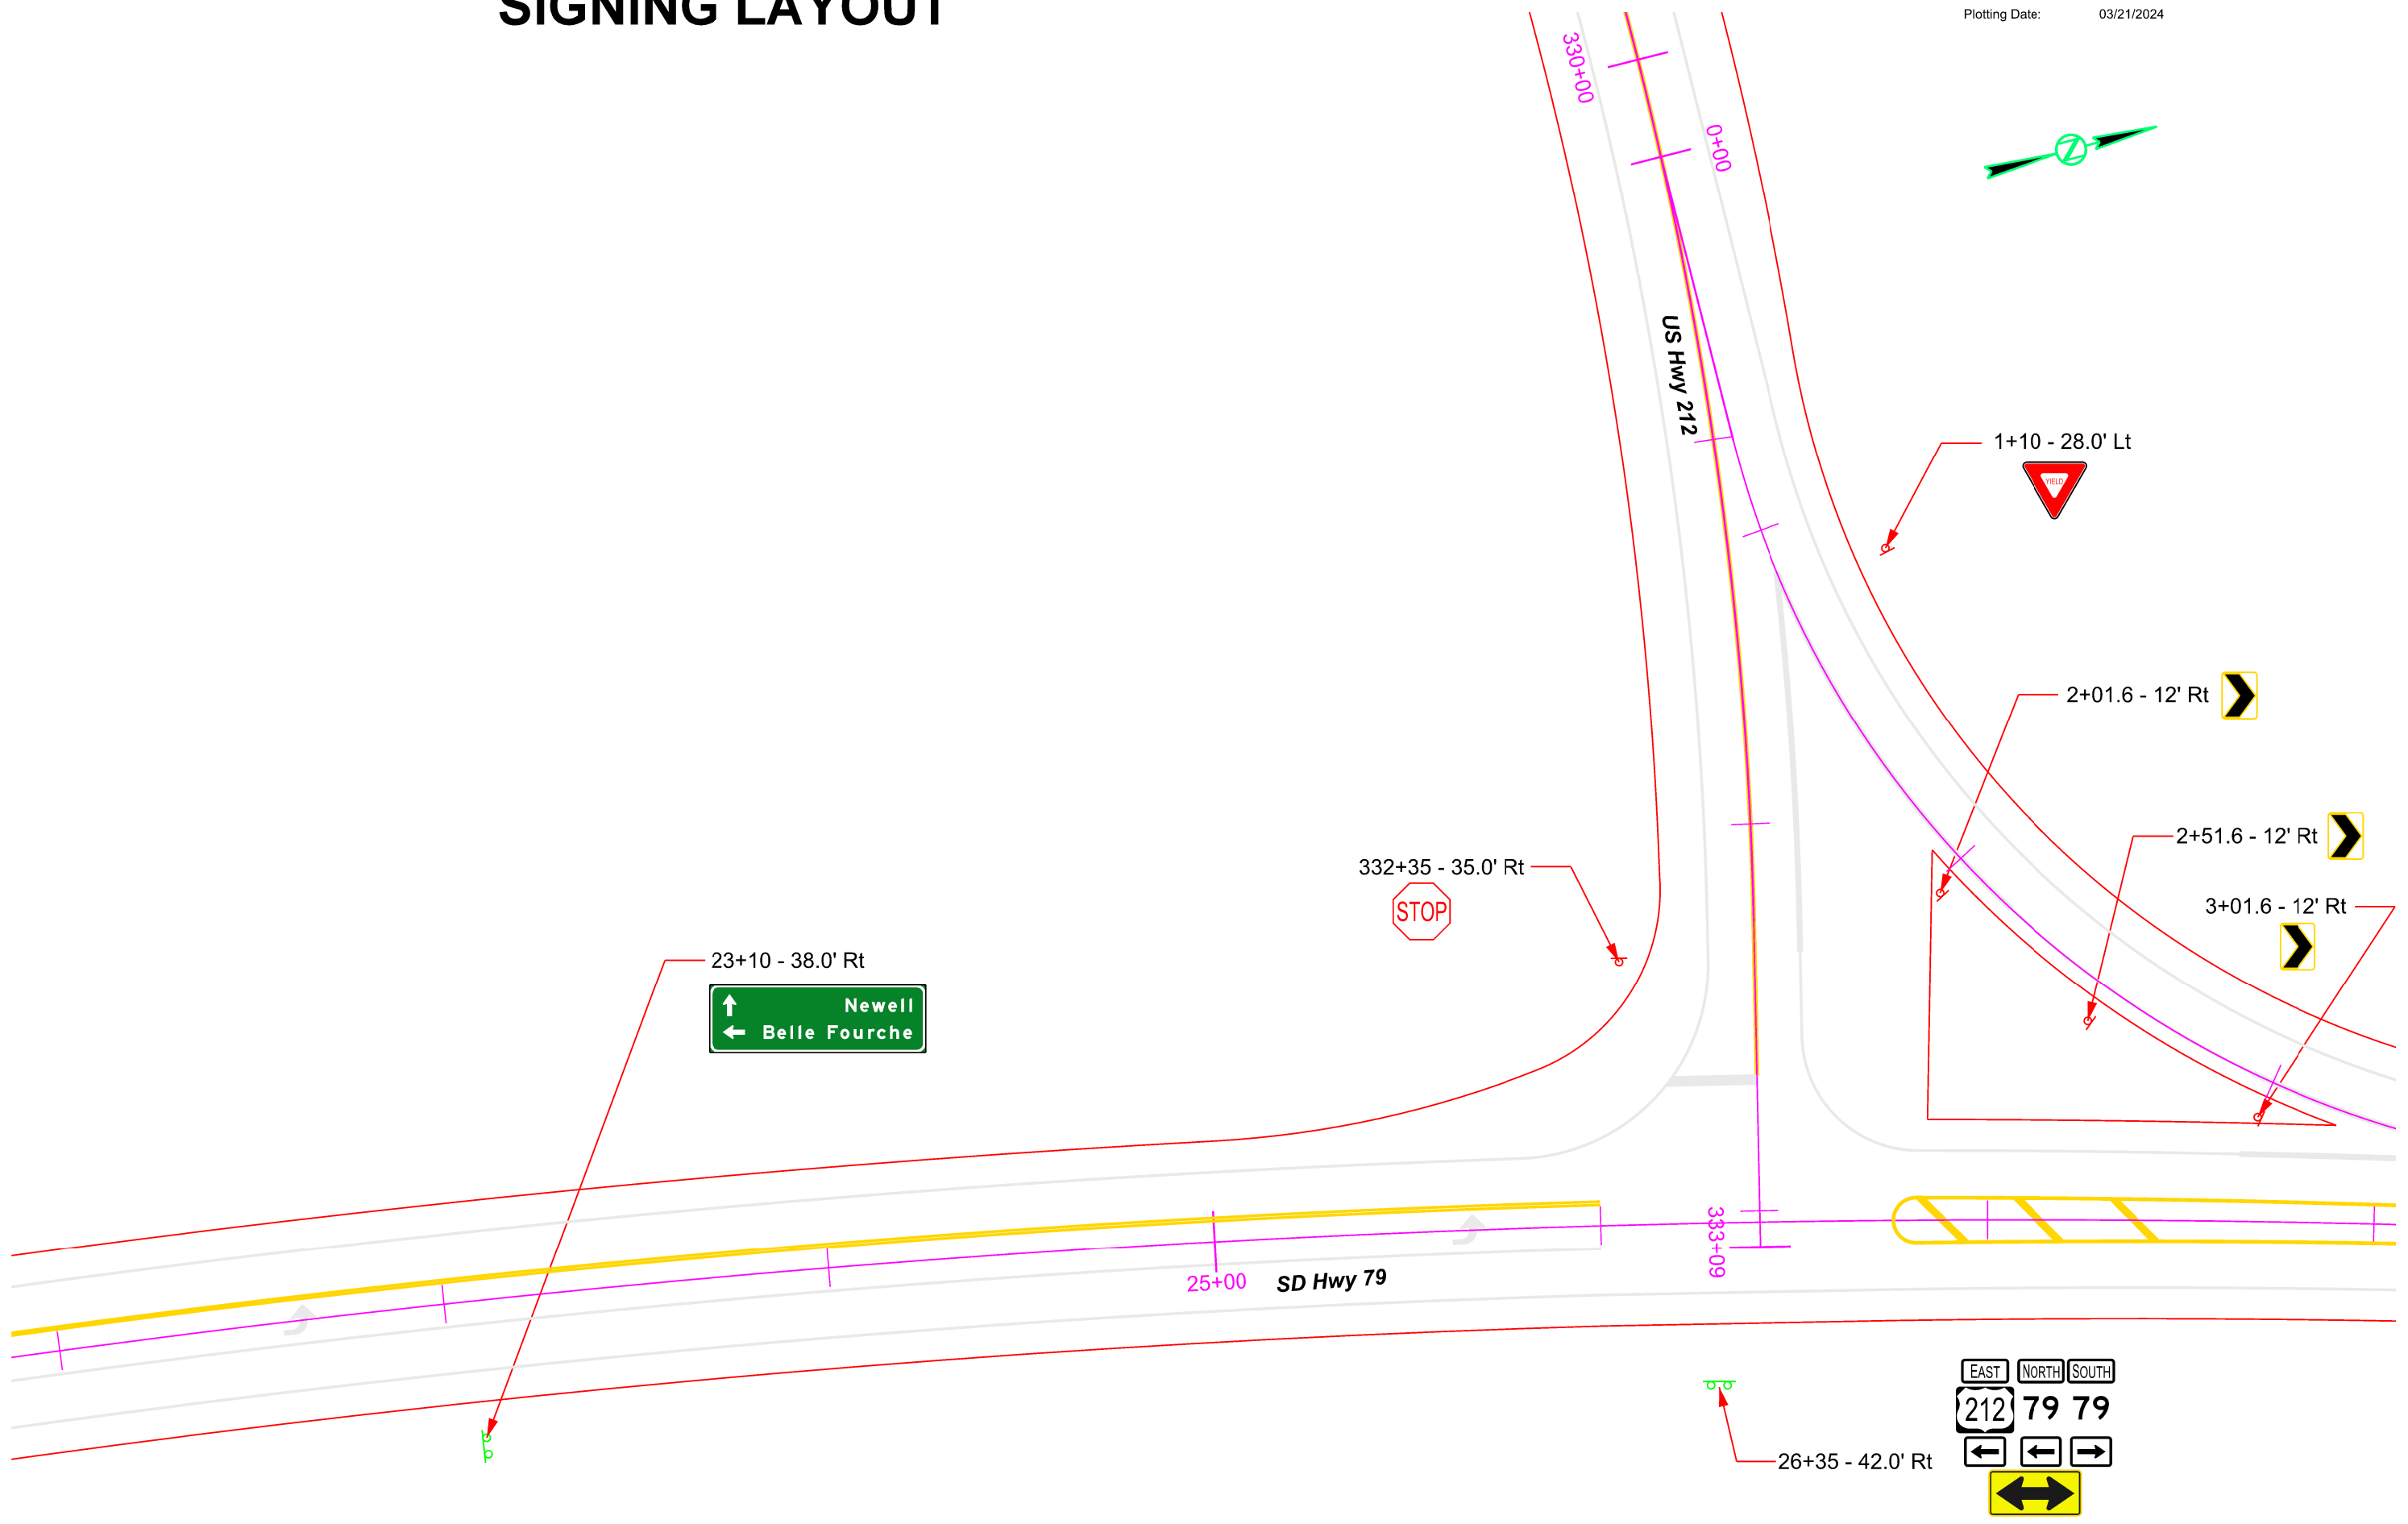 SIGNING LAYOUT
Plotting Date: 03/21/2024
330+00
0+00
Z
US Hwy 212
1+10 - 28.0' Lt
YIELD
2+01.6 - 12' Rt
2+51.6 - 12' Rt
332+35 - 35.0' Rt
STOP
3+01.6 - 12' Rt
23+10 - 38.0' Rt
Newell
Belle Fourche
333+09
25+00
SD Hwy 79
EAST NORTH SOUTH
212 79 79
26+35 - 42.0' Rt